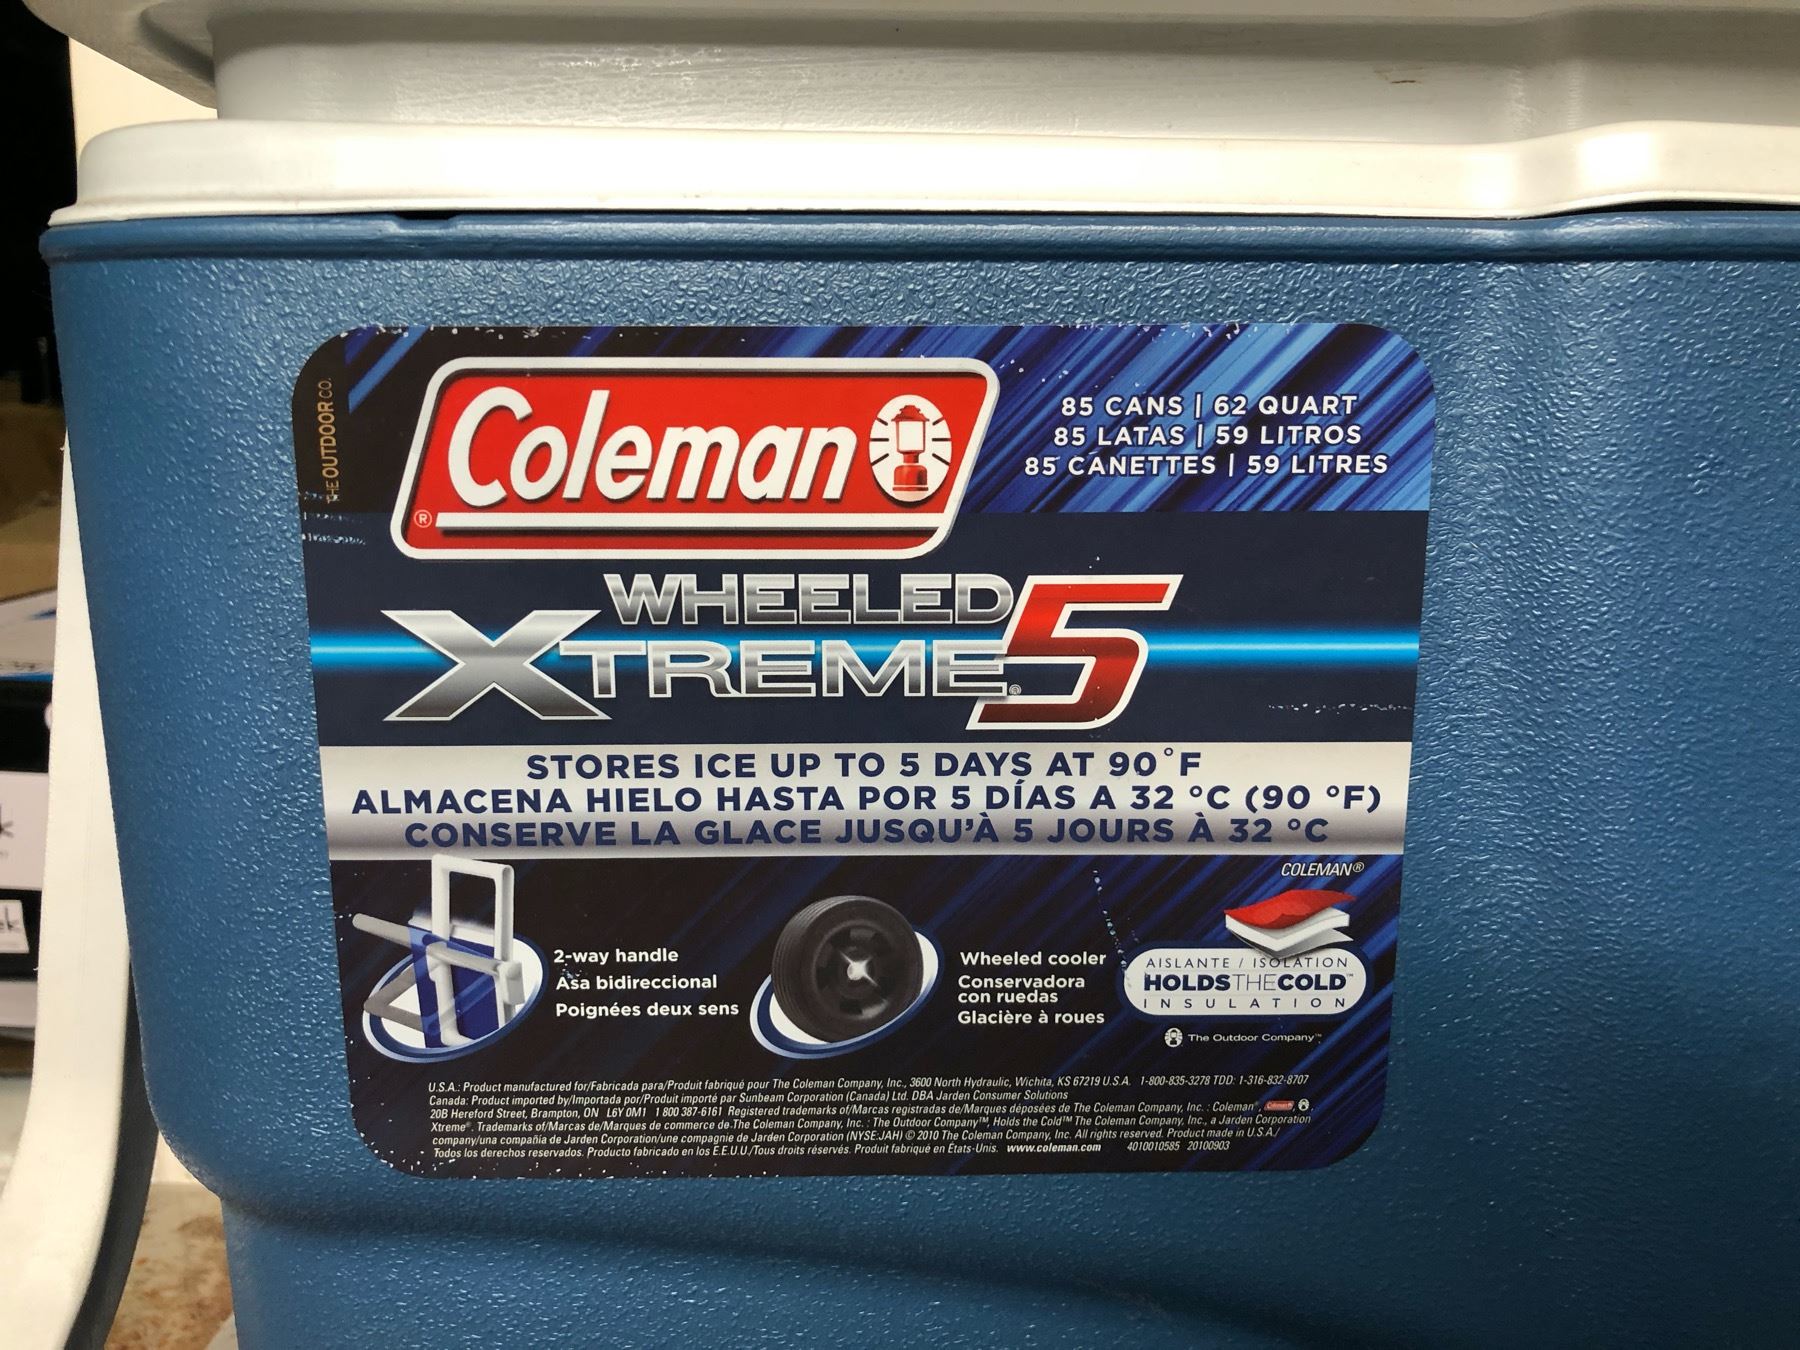 THE OUTDOOR CO.
Coleman
®
85 CANS | 62 QUART
85 LATAS | 59 LITROS
85 CANETTES | 59 LITRES
WHEELED
XTREME® 5
STORES ICE UP TO 5 DAYS AT 90°F
ALMACENA HIELO HASTA POR 5 DÍAS A 32 °C (90 °F)
CONSERVE LA GLACE JUSQU'À 5 JOURS À 32 °C
2-way handle
Asa bidireccional
Poignées deux sens
Wheeled cooler
Conservadora
con ruedas
Glacière à roues
COLEMAN®
AISLANTE / ISOLATION
HOLDSTHECOLD™
INSULATION
The Outdoor Company™
U.S.A.: Product manufactured for/Fabricada para/Produit fabriqué pour The Coleman Company, Inc., 3600 North Hydraulic, Wichita, KS 67219 U.S.A. 1-800-835-3278 TDD: 1-316-832-8707
Canada: Product imported by/Importada por/Produit importé par Sunbeam Corporation (Canada) Ltd. DBA Jarden Consumer Solutions
20B Hereford Street, Brampton, ON L6Y 0M1 1 800 387-6161 Registered trademarks of/Marcas registradas de/Marques déposées de The Coleman Company, Inc. : Coleman®, Coleman®,
Xtreme®. Trademarks of/Marcas de/Marques de commerce de The Coleman Company, Inc. : The Outdoor Company™, Holds the Cold™ The Coleman Company, Inc., a Jarden Corporation
company/una compañía de Jarden Corporation/une compagnie de Jarden Corporation (NYSE:JAH) © 2010 The Coleman Company, Inc. All rights reserved. Product made in U.S.A./
Todos los derechos reservados. Producto fabricado en los E.E.U.U./Tous droits réservés. Produit fabriqué en États-Unis. www.coleman.com 4010010585 20100903